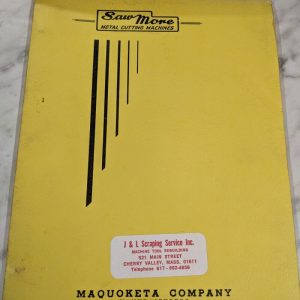 Saw More
METAL CUTTING MACHINES
J & L Scraping Service Inc.
MACHINE TOOL REBUILDING
921 MAIN STREET
CHERRY VALLEY, MASS. 01611
Telephone 617-892-4856
MAQUOKETA COMPANY